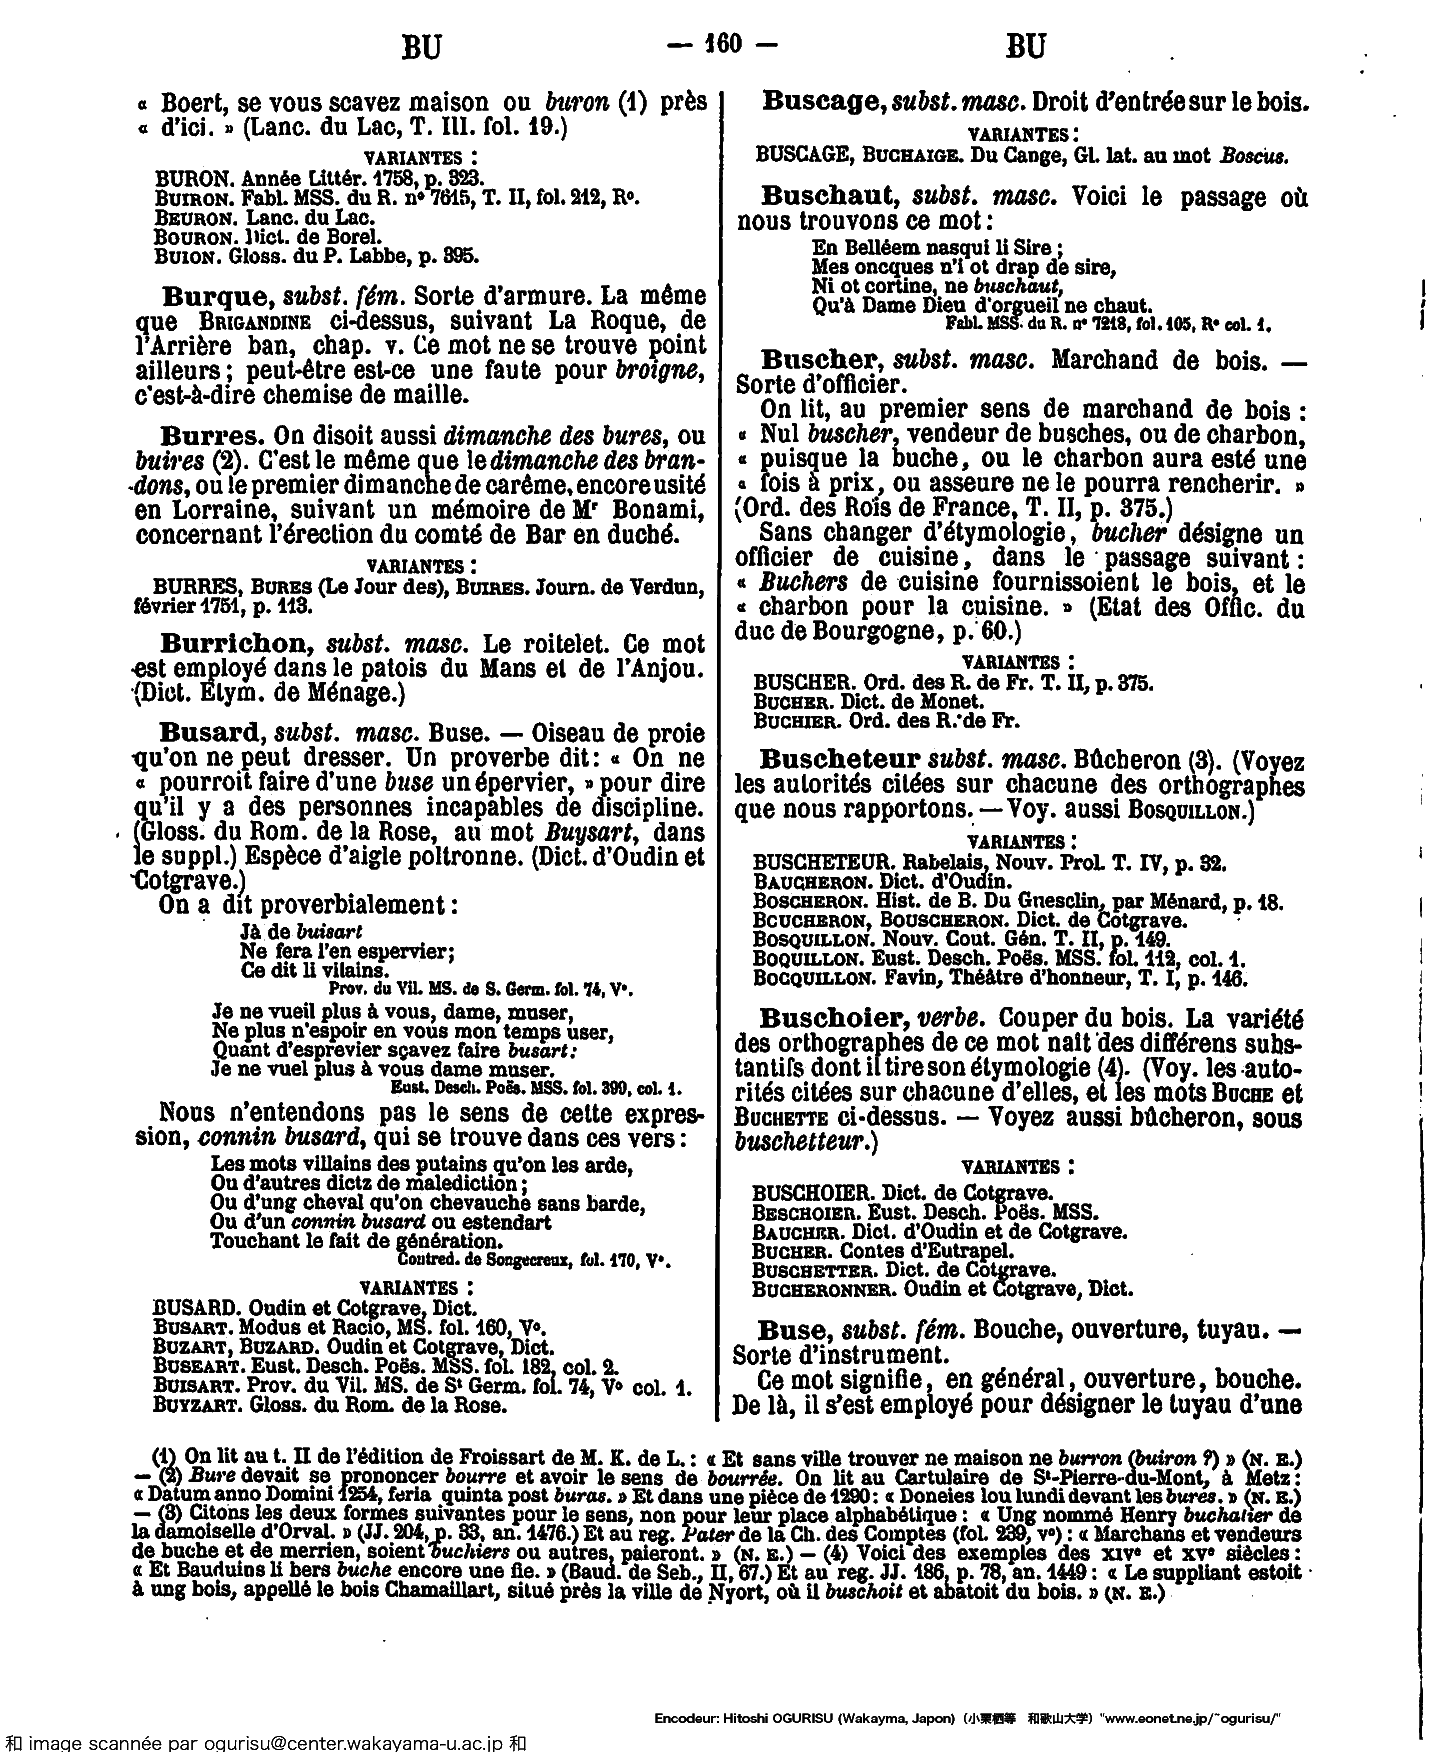 BU — 160 — BU
« Boert, se vous scavez maison ou buron (1) près
« d'ici. » (Lanc. du Lac, T. III. fol. 19.)
VARIANTES :
BURON. Année Littér. 1758, p. 323.
BUIRON. Fabl. MSS. du R. n° 7615, T. II, fol. 212, R°.
BEURON. Lanc. du Lac.
BOURON. Dict. de Borel.
BUION. Gloss. du P. Labbe, p. 395.
Burque, subst. fém. Sorte d'armure. La même
que BRIGANDINE ci-dessus, suivant La Roque, de
l'Arrière ban, chap. v. Ce mot ne se trouve point
ailleurs; peut-être est-ce une faute pour broigne,
c'est-à-dire chemise de maille.
Burres. On disoit aussi dimanche des bures, ou
buires (2). C'est le même que le dimanche des bran-
dons, ou le premier dimanche de carême, encore usité
en Lorraine, suivant un mémoire de Mr Bonami,
concernant l'érection du comté de Bar en duché.
VARIANTES :
BURRES, BURES (Le Jour des), BUIRES. Journ. de Verdun,
février 1751, p. 113.
Burrichon, subst. masc. Le roitelet. Ce mot
est employé dans le patois du Mans et de l'Anjou.
(Dict. Etym. de Ménage.)
Busard, subst. masc. Buse. — Oiseau de proie
qu'on ne peut dresser. Un proverbe dit : « On ne
« pourroit faire d'une buse un épervier, » pour dire
qu'il y a des personnes incapables de discipline.
(Gloss. du Rom. de la Rose, au mot Buysart, dans
le suppl.) Espèce d'aigle poltronne. (Dict. d'Oudin et
Cotgrave.)
On a dit proverbialement :
Jà de buisart
Ne fera l'en espervier;
Ce dit li vilains.
Prov. du Vil. MS. de S. Germ. fol. 74, V°.
Je ne vueil plus à vous, dame, muser,
Ne plus n'espoir en vous mon temps user,
Quant d'esprevier sçavez faire busart :
Je ne vuel plus à vous dame muser.
Eust. Desch. Poës. MSS. fol. 399, col. 1.
Nous n'entendons pas le sens de cette expres-
sion, connin busard, qui se trouve dans ces vers :
Les mots villains des putains qu'on les arde,
Ou d'autres dictz de malediction;
Ou d'ung cheval qu'on chevauche sans barde,
Ou d'un connin busard ou estendart
Touchant le fait de génération.
Contred. de Songecreux, fol. 170, V°.
VARIANTES :
BUSARD. Oudin et Cotgrave, Dict.
BUSART. Modus et Racio, MS. fol. 160, V°.
BUZART, BUZARD. Oudin et Cotgrave, Dict.
BUSEART. Eust. Desch. Poës. MSS. fol. 182, col. 2.
BUISART. Prov. du Vil. MS. de St Germ. fol. 74, V° col. 1.
BUYZART. Gloss. du Rom. de la Rose.
Buscage, subst. masc. Droit d'entrée sur le bois.
VARIANTES :
BUSCAGE, BUCHAIGE. Du Cange, Gl. lat. au mot Boscus.
Buschaut, subst. masc. Voici le passage où
nous trouvons ce mot :
En Belléem nasqui li Sire;
Mes oncques n'i ot drap de sire,
Ni ot cortine, ne buschaut,
Qu'à Dame Dieu d'orgueil ne chaut.
Fabl. MSS. du R. n° 7218, fol. 105, R° col. 1.
Buscher, subst. masc. Marchand de bois. —
Sorte d'officier.
On lit, au premier sens de marchand de bois :
« Nul buscher, vendeur de busches, ou de charbon,
« puisque la buche, ou le charbon aura esté une
« fois à prix, ou asseure ne le pourra rencherir. »
(Ord. des Rois de France, T. II, p. 375.)
Sans changer d'étymologie, bucher désigne un
officier de cuisine, dans le passage suivant :
« Buchers de cuisine fournissoient le bois, et le
« charbon pour la cuisine. » (Etat des Offic. du
duc de Bourgogne, p. 60.)
VARIANTES :
BUSCHER. Ord. des R. de Fr. T. II, p. 375.
BUCHER. Dict. de Monet.
BUCHIER. Ord. des R. de Fr.
Buscheteur subst. masc. Bûcheron (3). (Voyez
les autorités citées sur chacune des orthographes
que nous rapportons. — Voy. aussi BOSQUILLON.)
VARIANTES :
BUSCHETEUR. Rabelais, Nouv. Prol. T. IV, p. 32.
BAUCHERON. Dict. d'Oudin.
BOSCHERON. Hist. de B. Du Guesclin, par Ménard, p. 18.
BOUCHERON, BOUSCHERON. Dict. de Cotgrave.
BOSQUILLON. Nouv. Cout. Gén. T. II, p. 149.
BOQUILLON. Eust. Desch. Poës. MSS. fol. 112, col. 1.
BOCQUILLON. Favin, Théâtre d'honneur, T. I, p. 146.
Buschoier, verbe. Couper du bois. La variété
des orthographes de ce mot naît des différens subs-
tantifs dont il tire son étymologie (4). (Voy. les auto-
rités citées sur chacune d'elles, et les mots BUCHE et
BUCHETTE ci-dessus. — Voyez aussi bûcheron, sous
buschetteur.)
VARIANTES :
BUSCHOIER. Dict. de Cotgrave.
BESCHOIER. Eust. Desch. Poës. MSS.
BAUCHER. Dict. d'Oudin et de Cotgrave.
BUCHER. Contes d'Eutrapel.
BUSCHETTER. Dict. de Cotgrave.
BUCHERONNER. Oudin et Cotgrave, Dict.
Buse, subst. fém. Bouche, ouverture, tuyau. —
Sorte d'instrument.
Ce mot signifie, en général, ouverture, bouche.
De là, il s'est employé pour désigner le tuyau d'une
(1) On lit au t. II de l'édition de Froissart de M. K. de L. : « Et sans ville trouver ne maison ne burron (buiron ?) » (N. E.)
— (2) Bure devait se prononcer bourre et avoir le sens de bourrée. On lit au Cartulaire de St-Pierre-du-Mont, à Metz :
« Datum anno Domini 1254, feria quinta post buras. » Et dans une pièce de 1290 : « Doneies lou lundi devant les bures. » (N. E.)
— (3) Citons les deux formes suivantes pour le sens, non pour leur place alphabétique : « Ung nommé Henry buchalier de
la damoiselle d'Orval. » (JJ. 204, p. 33, an. 1476.) Et au reg. Pater de la Ch. des Comptes (fol. 239, v°) : « Marchans et vendeurs
de buche et de merrien, soient buchiers ou autres, paieront. » (N. E.) — (4) Voici des exemples des XIVe et XVe siècles :
« Et Bauduins li bers buche encore une fie. » (Baud. de Seb., II, 67.) Et au reg. JJ. 186, p. 78, an. 1449 : « Le suppliant estoit
à ung bois, appellé le bois Chamaillart, situé près la ville de Nyort, où il buschoit et abatoit du bois. » (N. E.)
Encodeur: Hitoshi OGURISU (Wakayma, Japon) (小栗栖等 和歌山大学) "www.eonet.ne.jp/~ogurisu/"
和 image scannée par ogurisu@center.wakayama-u.ac.jp 和